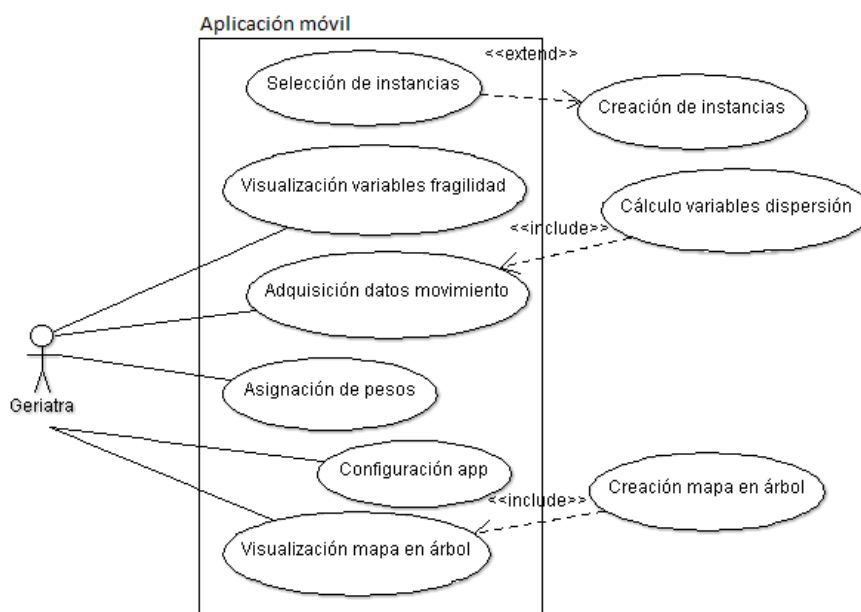 Aplicación móvil
<<extend>>
Selección de instancias
Creación de instancias
Visualización variables fragilidad
Cálculo variables dispersión
<<include>>
Adquisición datos movimiento
Asignación de pesos
Geriatra
Configuración app
Creación mapa en árbol
<<include>>
Visualización mapa en árbol